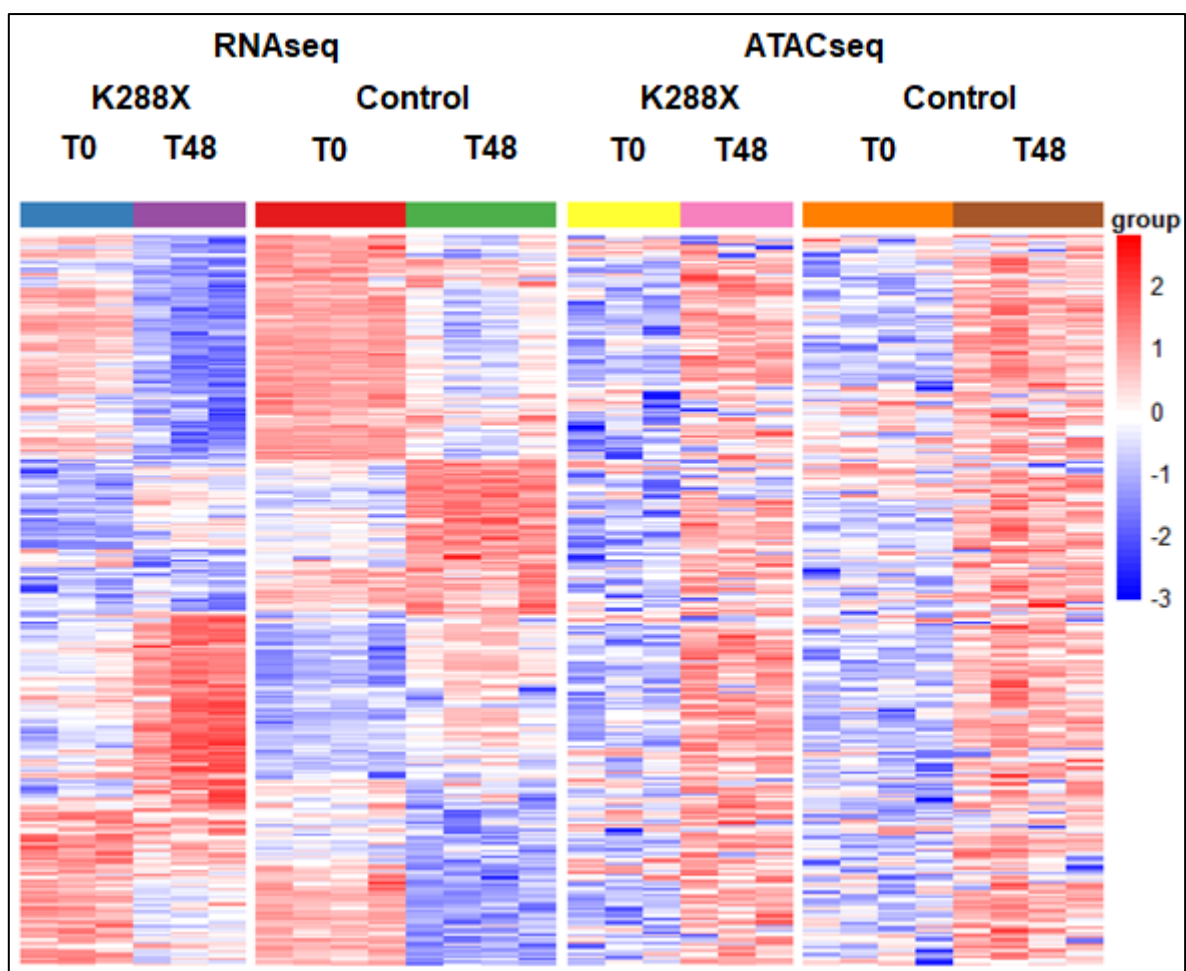 RNAseq ATACseq
K288X Control K288X Control
T0 T48 T0 T48 T0 T48 T0 T48
group
2
1
0
-1
-2
-3